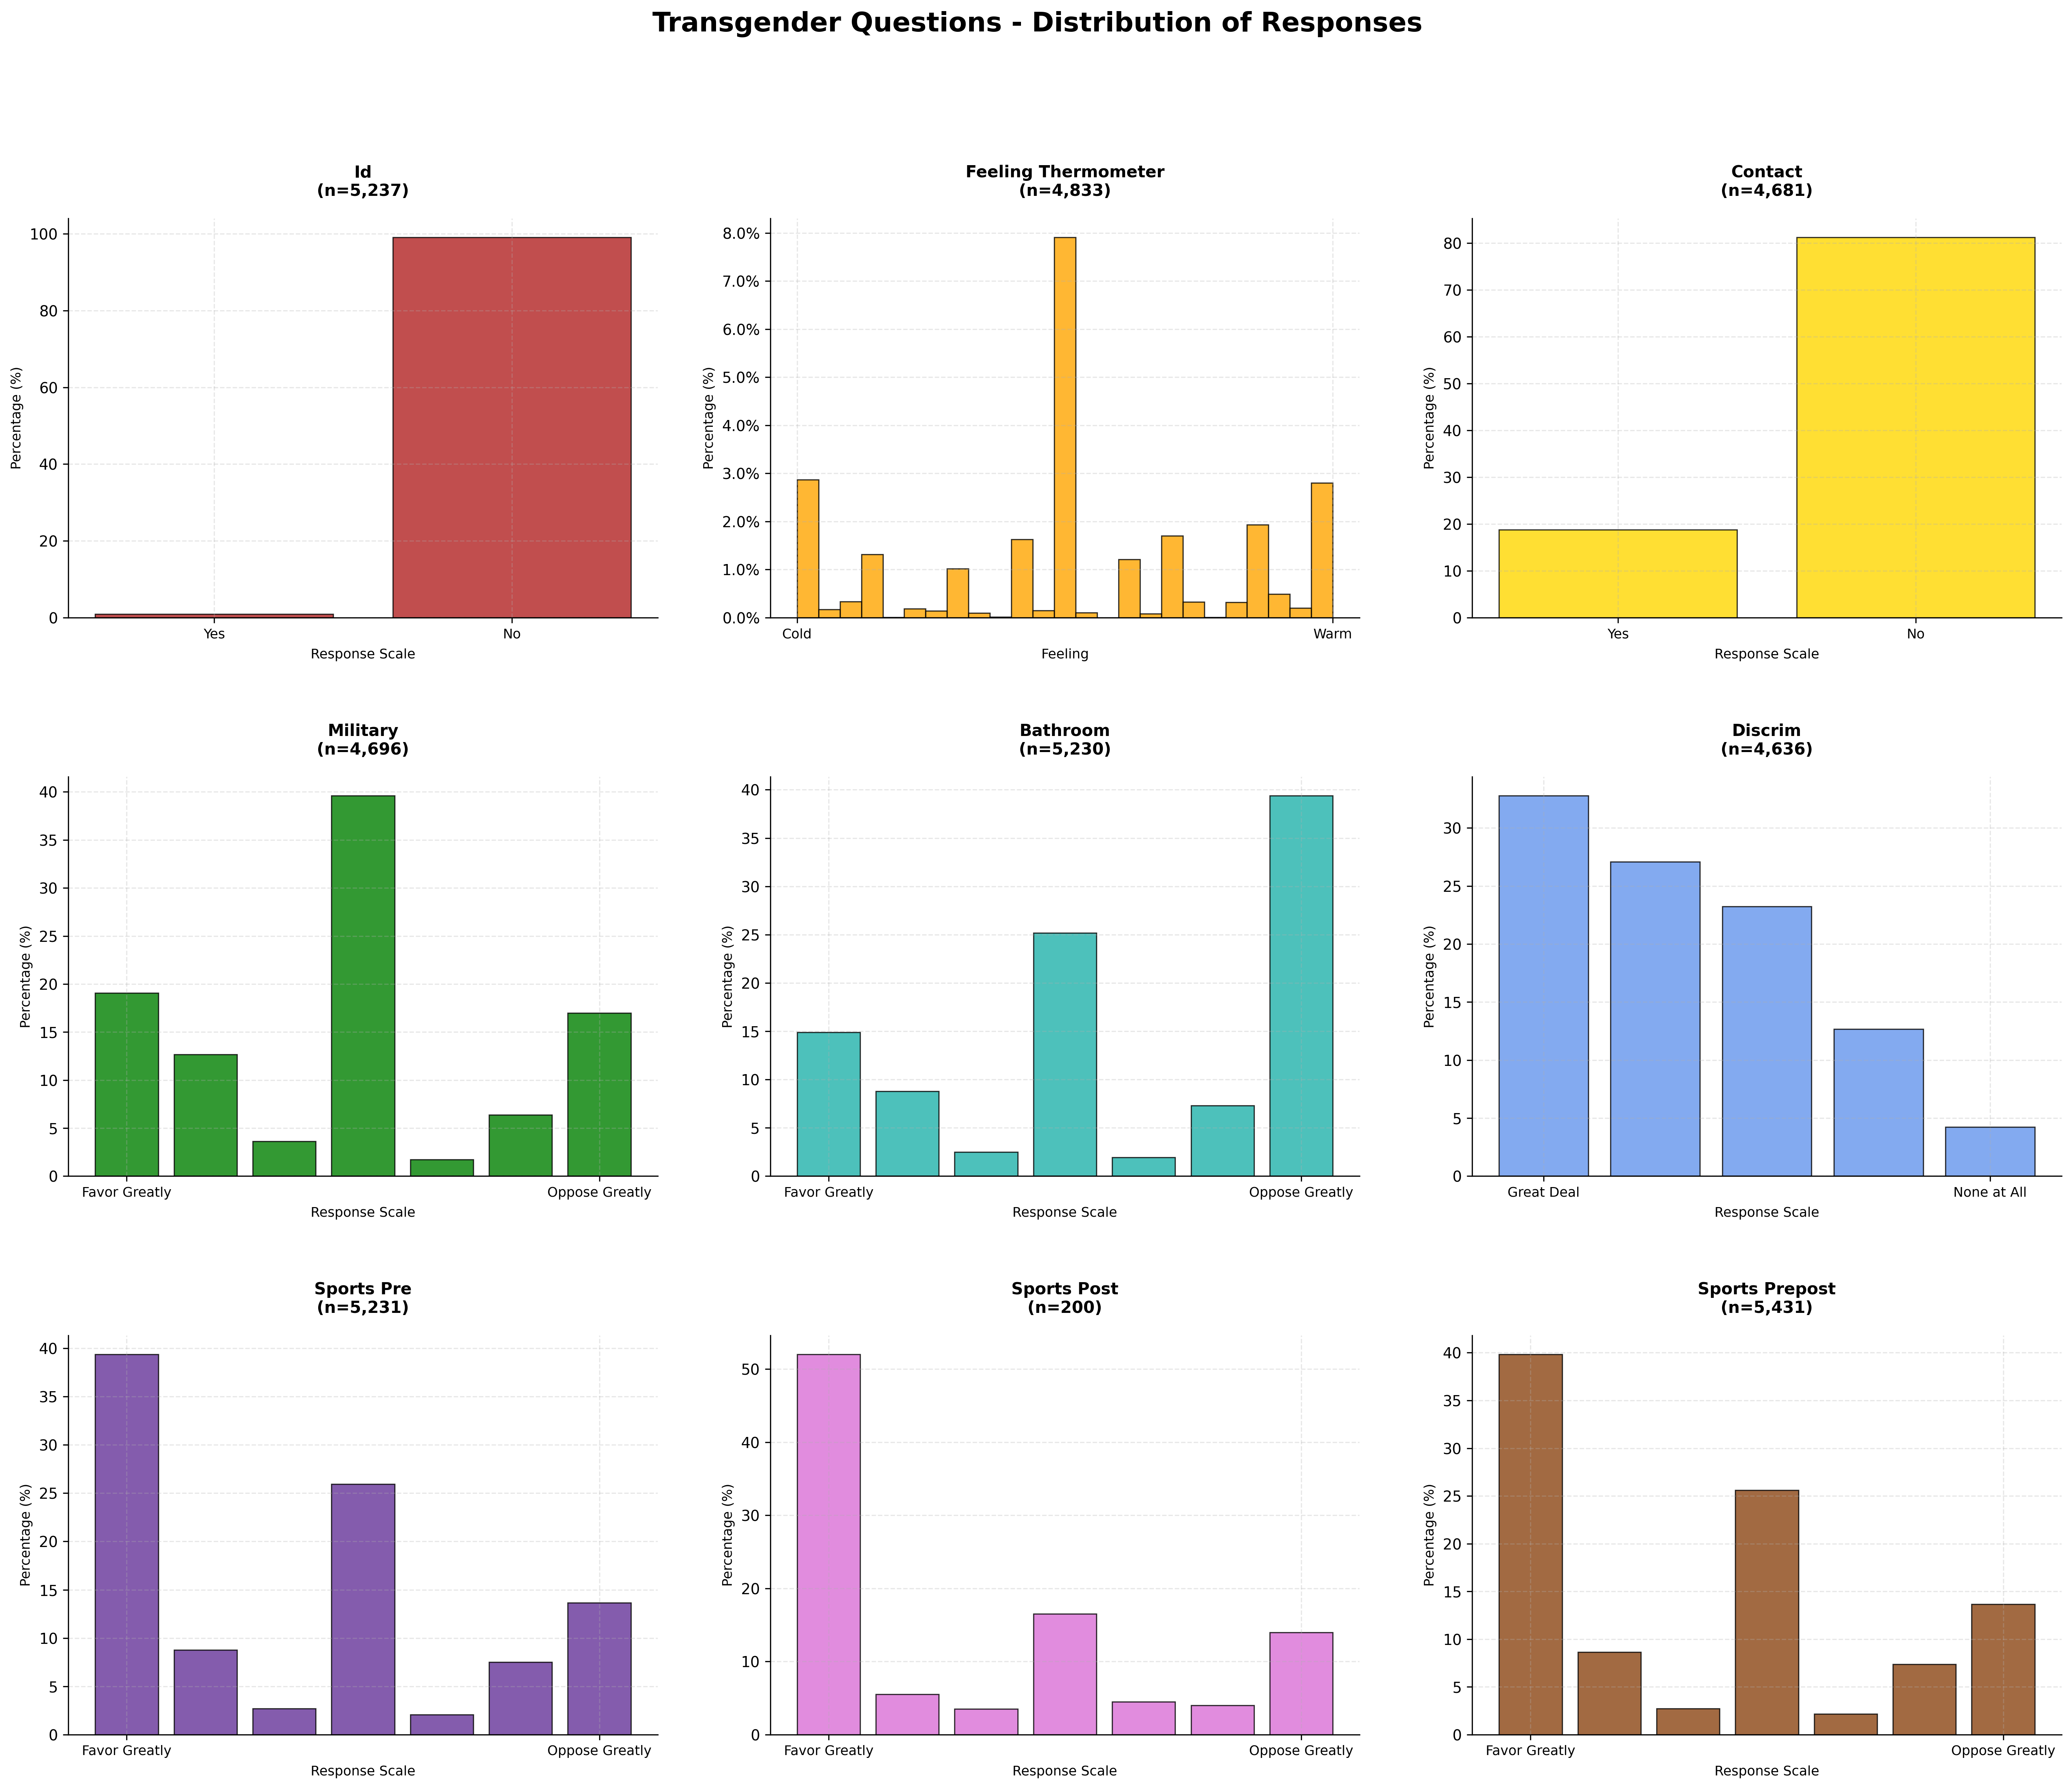 Transgender Questions - Distribution of Responses
Id
(n=5,237)
Percentage (%)
100
80
60
40
20
0
Yes
No
Response Scale
Feeling Thermometer
(n=4,833)
Percentage (%)
8.0%
7.0%
6.0%
5.0%
4.0%
3.0%
2.0%
1.0%
0.0%
Cold
Warm
Feeling
Contact
(n=4,681)
Percentage (%)
80
70
60
50
40
30
20
10
0
Yes
No
Response Scale
Military
(n=4,696)
Percentage (%)
40
35
30
25
20
15
10
5
0
Favor Greatly
Oppose Greatly
Response Scale
Bathroom
(n=5,230)
Percentage (%)
40
35
30
25
20
15
10
5
0
Favor Greatly
Oppose Greatly
Response Scale
Discrim
(n=4,636)
Percentage (%)
30
25
20
15
10
5
0
Great Deal
None at All
Response Scale
Sports Pre
(n=5,231)
Percentage (%)
40
35
30
25
20
15
10
5
0
Favor Greatly
Oppose Greatly
Response Scale
Sports Post
(n=200)
Percentage (%)
50
40
30
20
10
0
Favor Greatly
Oppose Greatly
Response Scale
Sports Prepost
(n=5,431)
Percentage (%)
40
35
30
25
20
15
10
5
0
Favor Greatly
Oppose Greatly
Response Scale